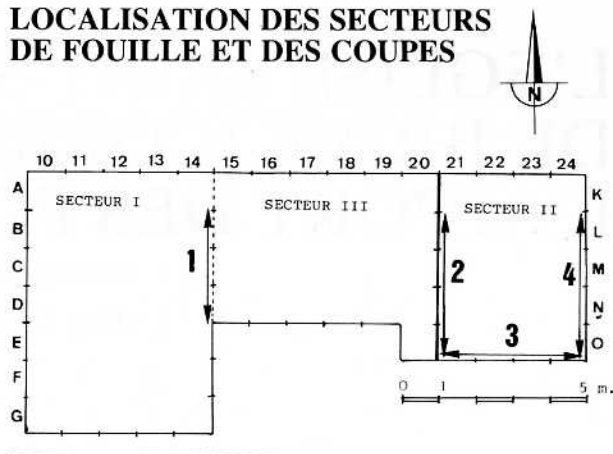 LOCALISATION DES SECTEURS
DE FOUILLE ET DES COUPES
N
10 11 12 13 14 15 16 17 18 19 20 21 22 23 24
A
B
C
D
E
F
G
SECTEUR I
SECTEUR III
SECTEUR II
K
L
M
N
O
1
2
3
4
0 1 5 m.